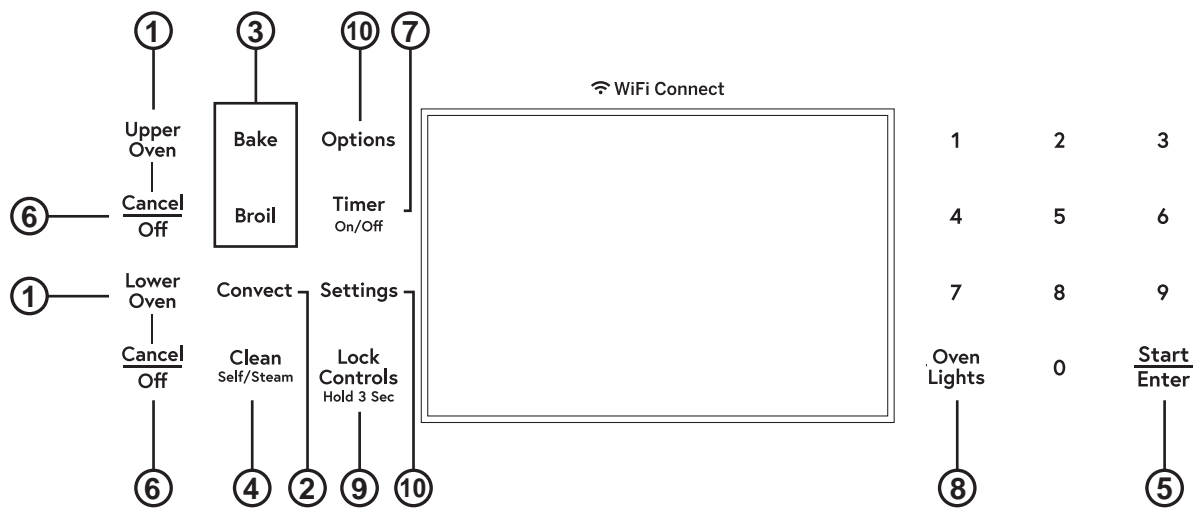 1 3 10 7
WiFi Connect
Upper
Oven
Bake
Options
1 2 3
6
Cancel
Off
Broil
Timer
On/Off
4 5 6
1
Lower
Oven
Convect
Settings
7 8 9
Cancel
Off
Clean
Self/Steam
Lock
Controls
Hold 3 Sec
Oven
Lights
0
Start
Enter
6 4 2 9 10 8 5